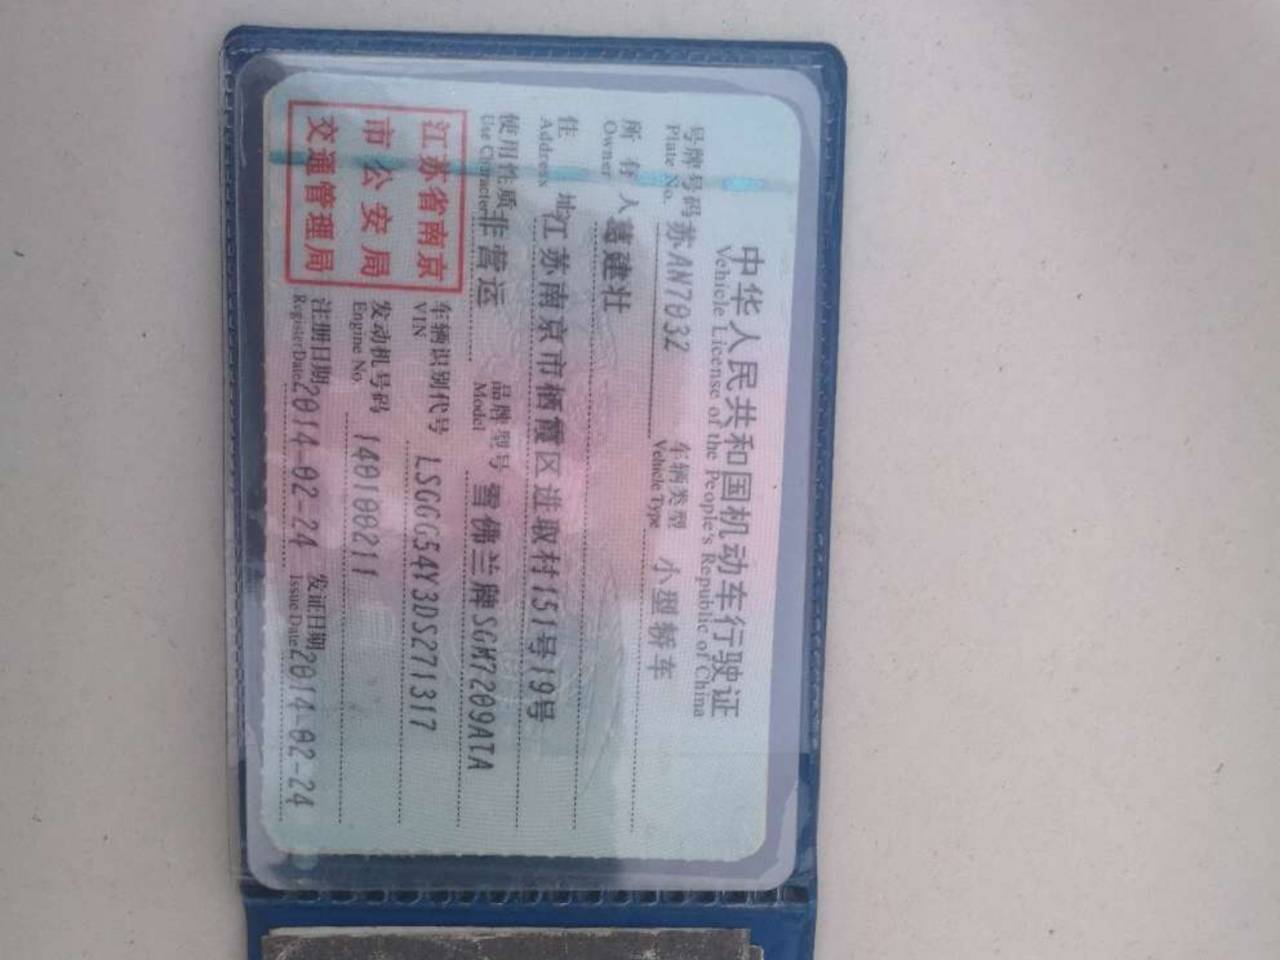 中华人民共和国机动车行驶证
Vehicle License of the People's Republic of China
号牌号码 苏AN7032 车辆类型 小型轿车
Plate No. Vehicle Type
所有人 葛建壮
Owner
住址 江苏南京市栖霞区进取村151号19号
Address
使用性质 非营运 品牌型号 雪佛兰牌SGM7209ATA
Use Character Model
江苏省南京
市公安局
交通管理局
车辆识别代号 LSGGG54Y3DS271317
VIN
发动机号码 140100211
Engine No.
注册日期 2014-02-24 发证日期 2014-02-24
Register Date Issue Date